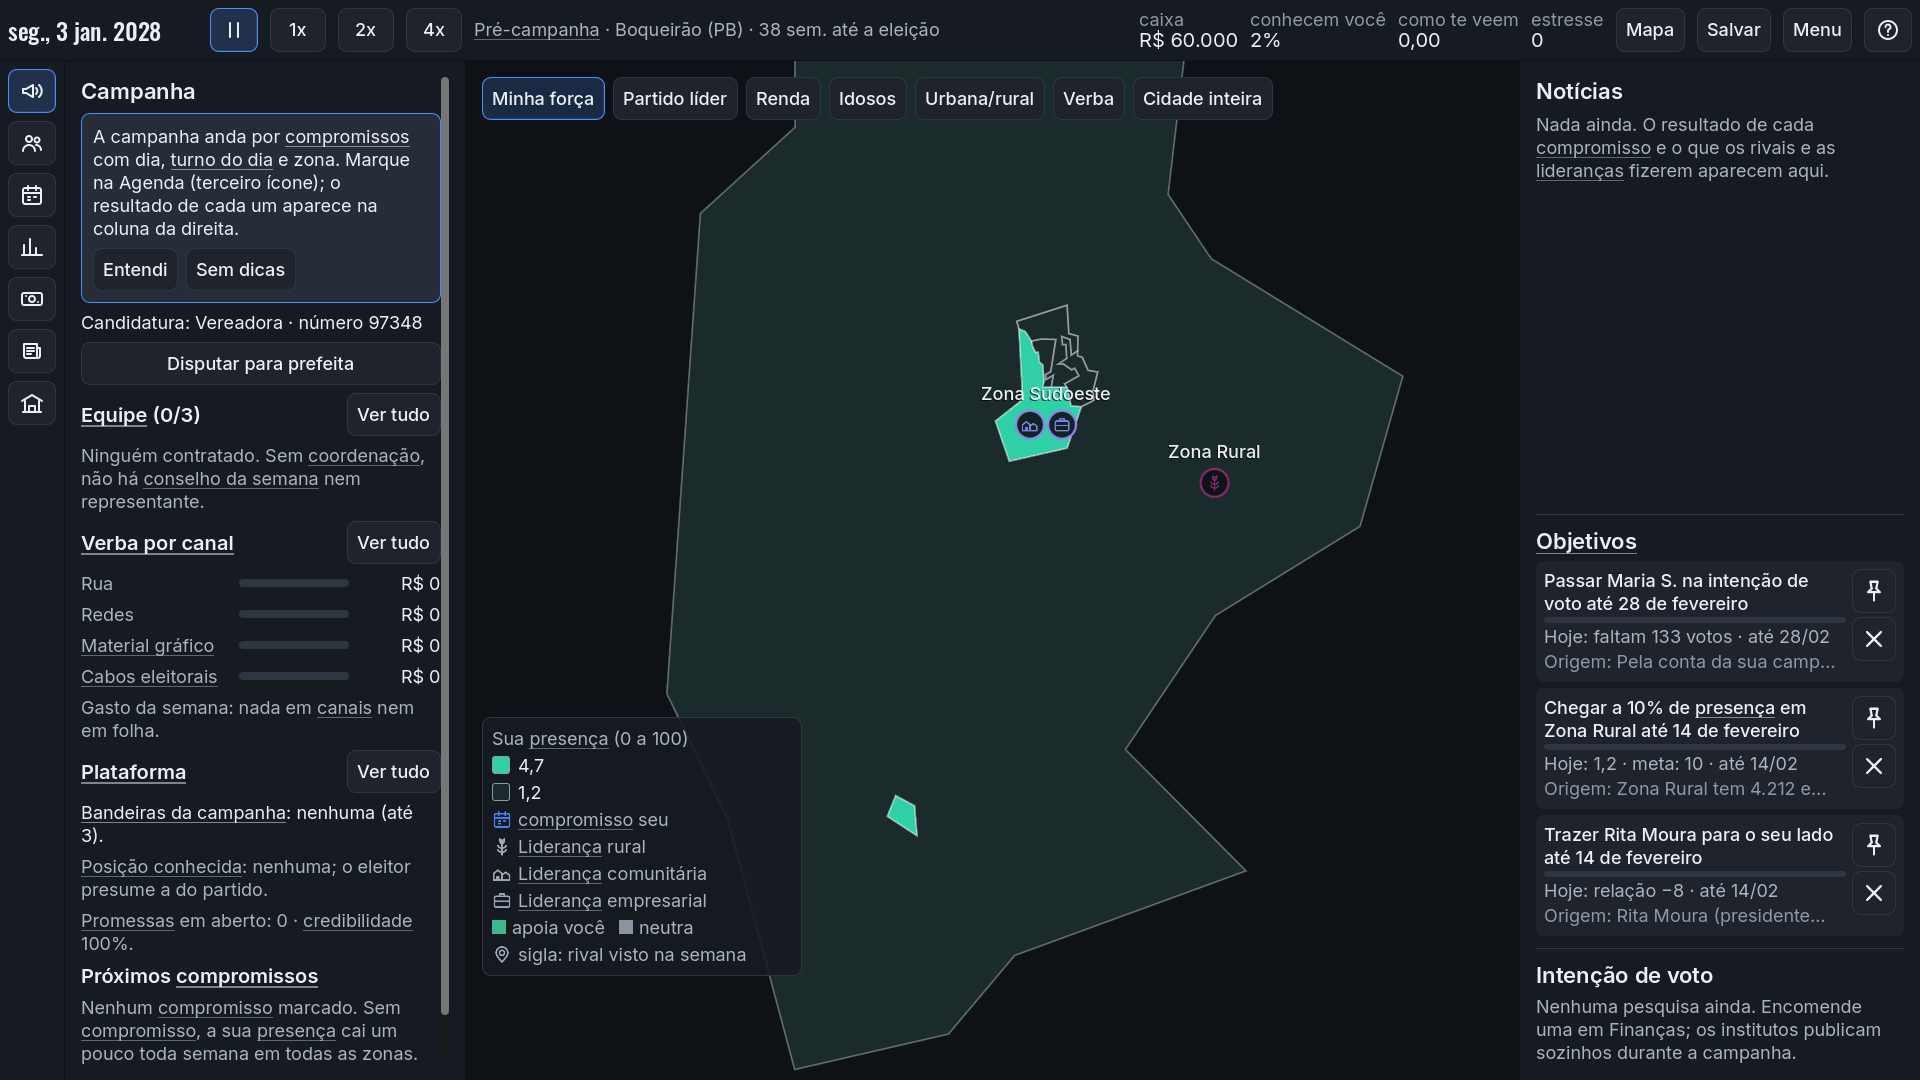 seg., 3 jan. 2028
1x
2x
4x
Pré-campanha · Boqueirão (PB) · 38 sem. até a eleição
caixa
R$ 60.000
conhecem você
2%
como te veem
0,00
estresse
0
Mapa
Salvar
Menu
Campanha
A campanha anda por compromissos
com dia, turno do dia e zona. Marque
na Agenda (terceiro ícone); o
resultado de cada um aparece na
coluna da direita.
Entendi
Sem dicas
Candidatura: Vereadora · número 97348
Disputar para prefeita
Equipe (0/3)
Ver tudo
Ninguém contratado. Sem coordenação,
não há conselho da semana nem
representante.
Verba por canal
Ver tudo
Rua R$ 0
Redes R$ 0
Material gráfico R$ 0
Cabos eleitorais R$ 0
Gasto da semana: nada em canais nem
em folha.
Plataforma
Ver tudo
Bandeiras da campanha: nenhuma (até
3).
Posição conhecida: nenhuma; o eleitor
presume a do partido.
Promessas em aberto: 0 · credibilidade
100%.
Próximos compromissos
Nenhum compromisso marcado. Sem
compromisso, a sua presença cai um
pouco toda semana em todas as zonas.
Minha força
Partido líder
Renda
Idosos
Urbana/rural
Verba
Cidade inteira
Zona Sudoeste
Zona Rural
Sua presença (0 a 100)
4,7
1,2
compromisso seu
Liderança rural
Liderança comunitária
Liderança empresarial
apoia você neutra
sigla: rival visto na semana
Notícias
Nada ainda. O resultado de cada
compromisso e o que os rivais e as
lideranças fizerem aparecem aqui.
Objetivos
Passar Maria S. na intenção de
voto até 28 de fevereiro
Hoje: faltam 133 votos · até 28/02
Origem: Pela conta da sua camp...
Chegar a 10% de presença em
Zona Rural até 14 de fevereiro
Hoje: 1,2 · meta: 10 · até 14/02
Origem: Zona Rural tem 4.212 e...
Trazer Rita Moura para o seu lado
até 14 de fevereiro
Hoje: relação −8 · até 14/02
Origem: Rita Moura (presidente...
Intenção de voto
Nenhuma pesquisa ainda. Encomende
uma em Finanças; os institutos publicam
sozinhos durante a campanha.